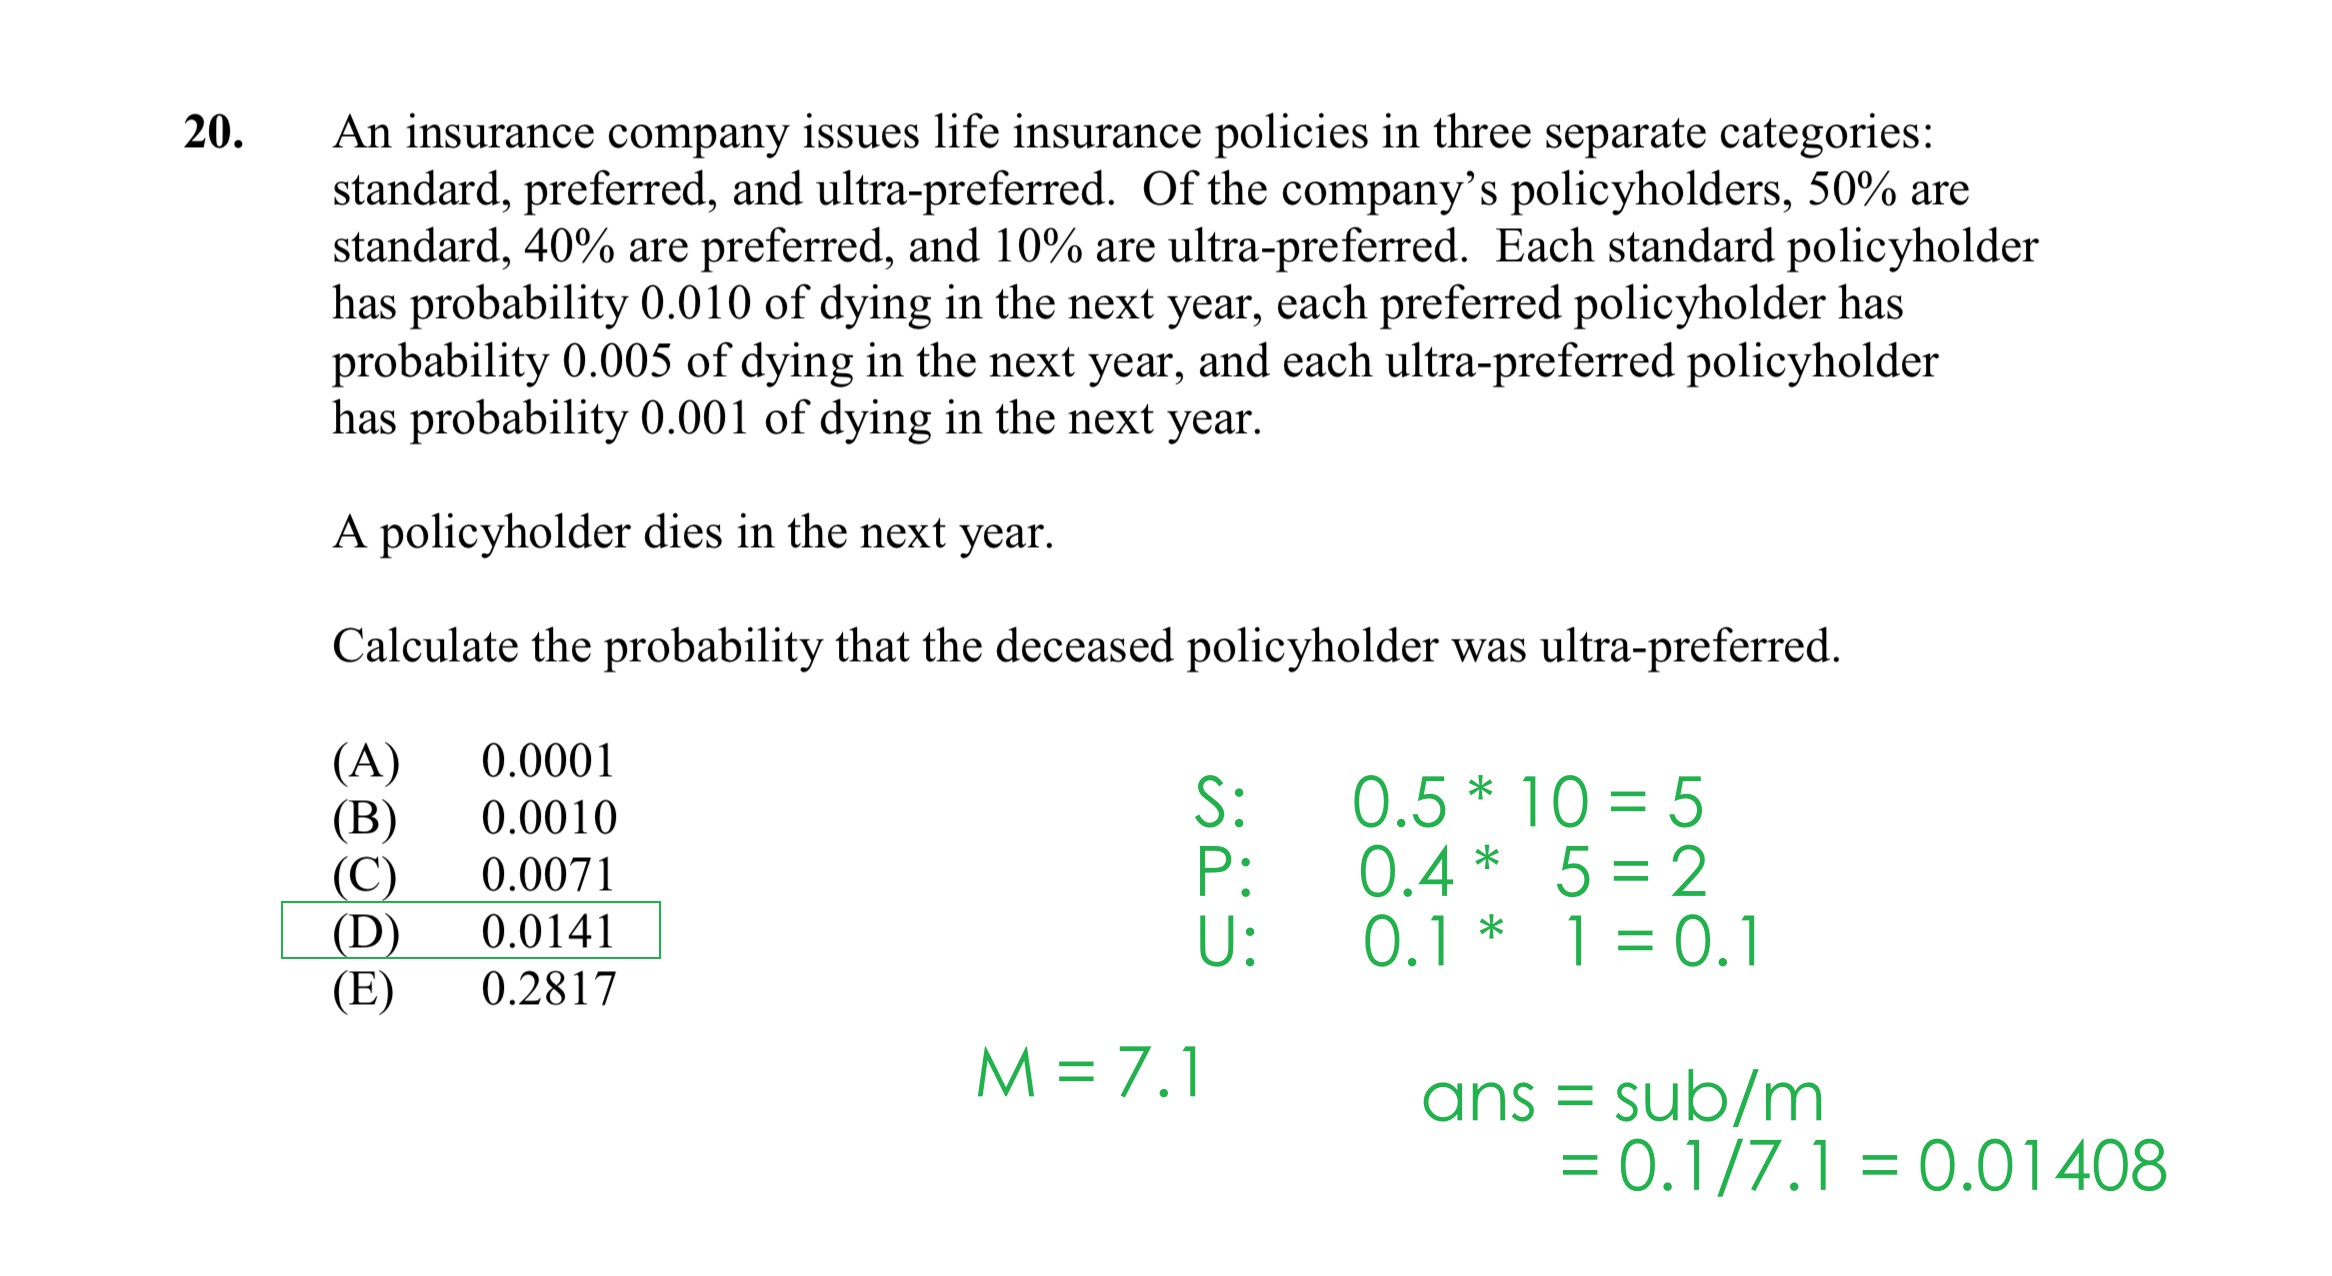 20. An insurance company issues life insurance policies in three separate categories:
standard, preferred, and ultra-preferred. Of the company’s policyholders, 50% are
standard, 40% are preferred, and 10% are ultra-preferred. Each standard policyholder
has probability 0.010 of dying in the next year, each preferred policyholder has
probability 0.005 of dying in the next year, and each ultra-preferred policyholder
has probability 0.001 of dying in the next year.
A policyholder dies in the next year.
Calculate the probability that the deceased policyholder was ultra-preferred.
(A) 0.0001
(B) 0.0010
(C) 0.0071
(D) 0.0141
(E) 0.2817
S: 0.5 * 10 = 5
P: 0.4 * 5 = 2
U: 0.1 * 1 = 0.1
M = 7.1
ans = sub/m
= 0.1/7.1 = 0.01408